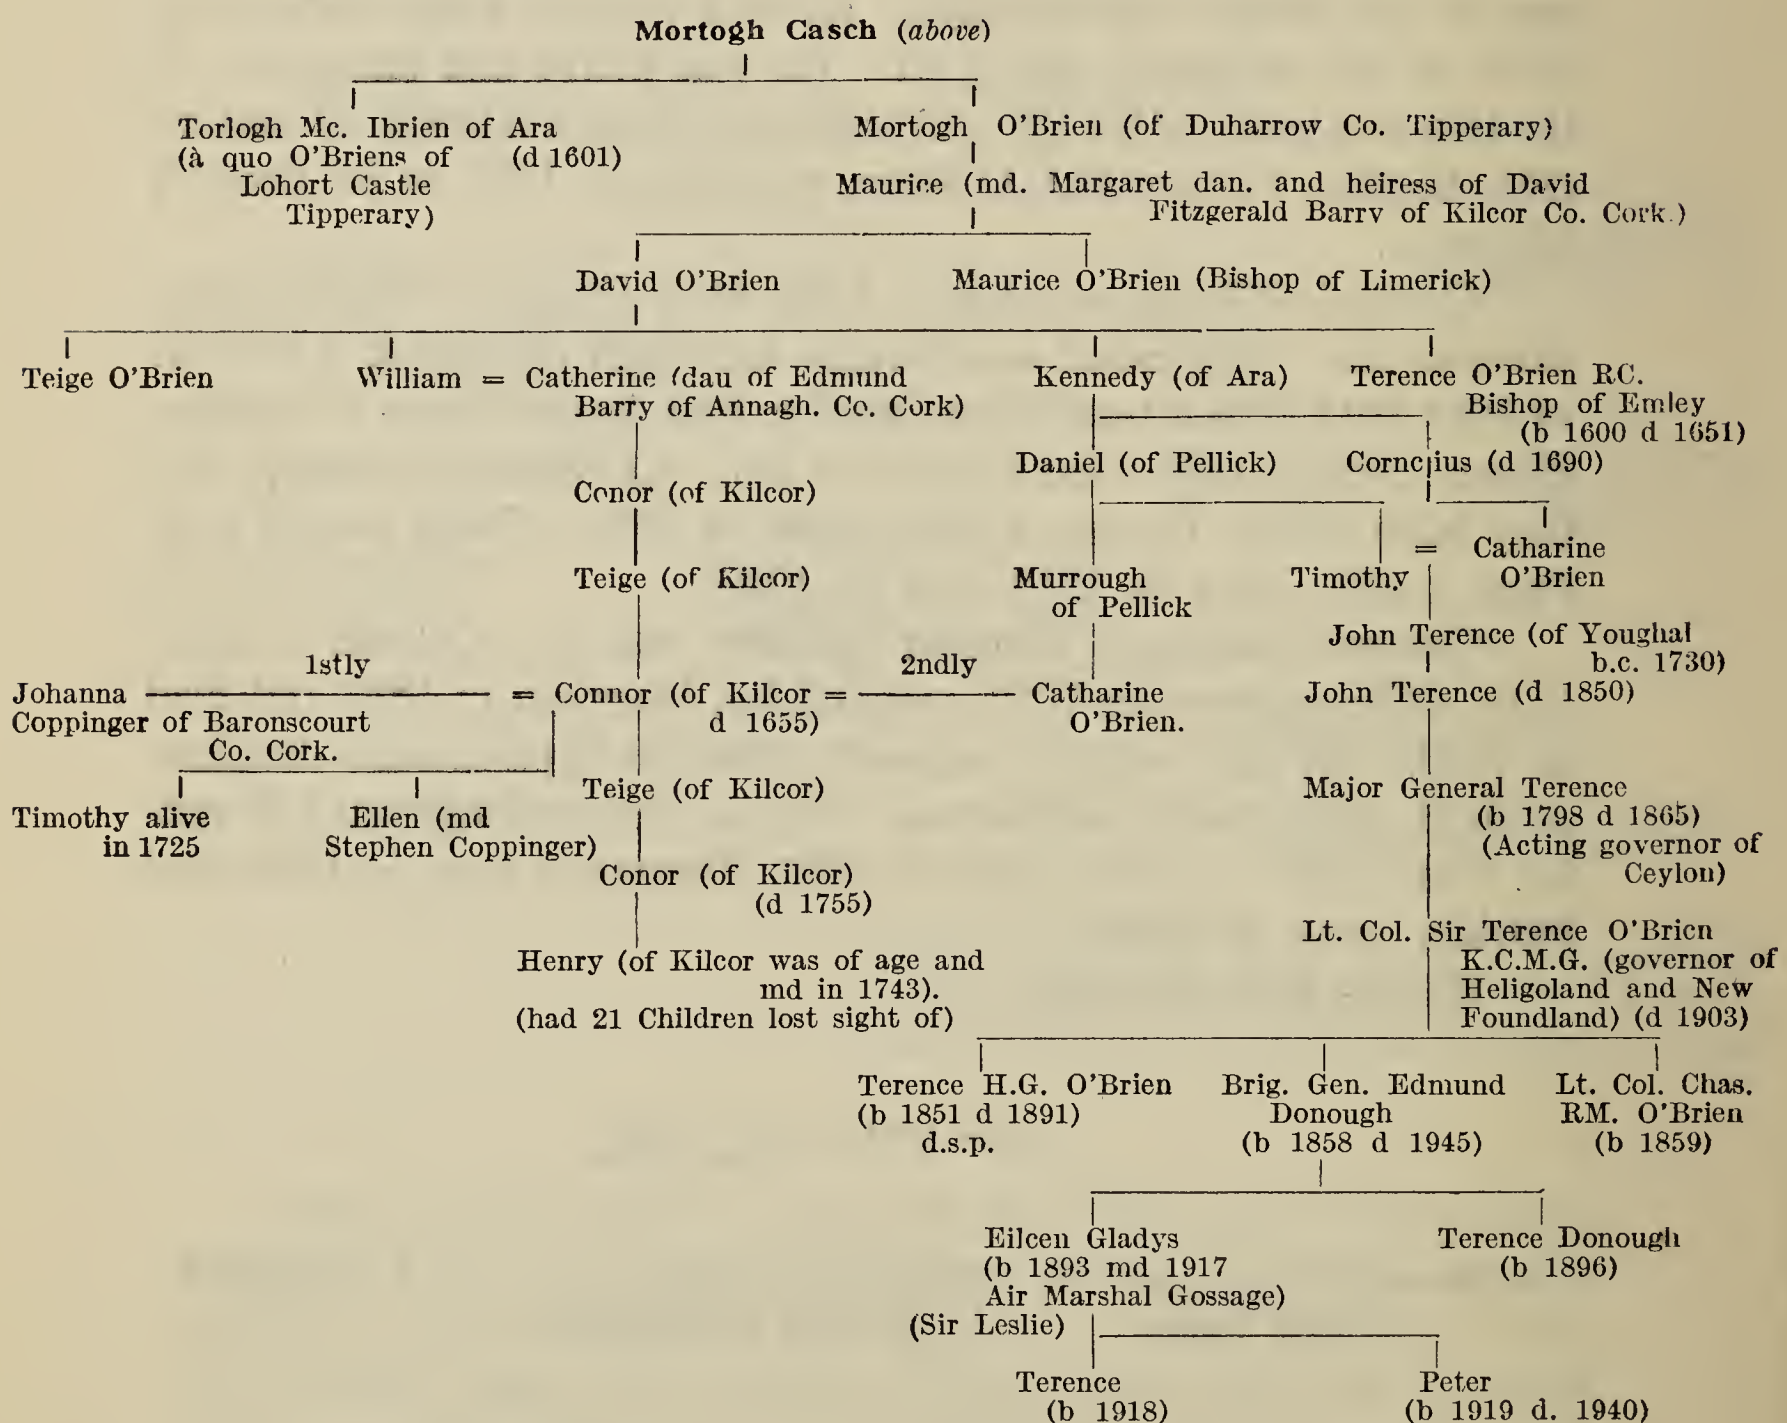 Mortogh Casch (above)
Torlogh Mc. Ibrien of Ara
(à quo O'Briens of (d 1601)
Lohort Castle
Tipperary)
Mortogh O'Brien (of Duharrow Co. Tipperary)
Maurice (md. Margaret dan. and heiress of David
Fitzgerald Barry of Kilcor Co. Cork.)
David O'Brien
Maurice O'Brien (Bishop of Limerick)
Teige O'Brien
William = Catherine (dau of Edmund
Barry of Annagh. Co. Cork)
Kennedy (of Ara)
Terence O'Brien RC.
Bishop of Emley
(b 1600 d 1651)
Daniel (of Pellick)
Cornelius (d 1690)
Conor (of Kilcor)
Teige (of Kilcor)
Murrough
of Pellick
Timothy
= Catharine
O'Brien
John Terence (of Youghal
b.c. 1730)
1stly
2ndly
Johanna
Coppinger of Baronscourt
Co. Cork.
= Connor (of Kilcor =
d 1655)
Catharine
O'Brien.
John Terence (d 1850)
Timothy alive
in 1725
Ellen (md
Stephen Coppinger)
Teige (of Kilcor)
Major General Terence
(b 1798 d 1865)
(Acting governor of
Ceylon)
Conor (of Kilcor)
(d 1755)
Henry (of Kilcor was of age and
md in 1743).
(had 21 Children lost sight of)
Lt. Col. Sir Terence O'Brien
K.C.M.G. (governor of
Heligoland and New
Foundland) (d 1903)
Terence H.G. O'Brien
(b 1851 d 1891)
d.s.p.
Brig. Gen. Edmund
Donough
(b 1858 d 1945)
Lt. Col. Chas.
RM. O'Brien
(b 1859)
Eileen Gladys
(b 1893 md 1917
Air Marshal Gossage)
(Sir Leslie)
Terence Donough
(b 1896)
Terence
(b 1918)
Peter
(b 1919 d. 1940)